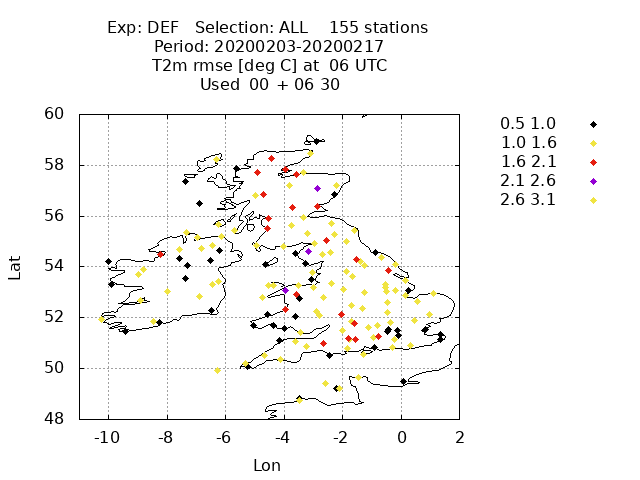 Exp: DEF   Selection: ALL    155 stations
Period: 20200203-20200217
T2m rmse [deg C] at  06 UTC
Used  00 + 06 30
0.5 1.0
1.0 1.6
1.6 2.1
2.1 2.6
2.6 3.1
60
58
56
54
52
50
48
Lat
-10 -8 -6 -4 -2 0 2
Lon